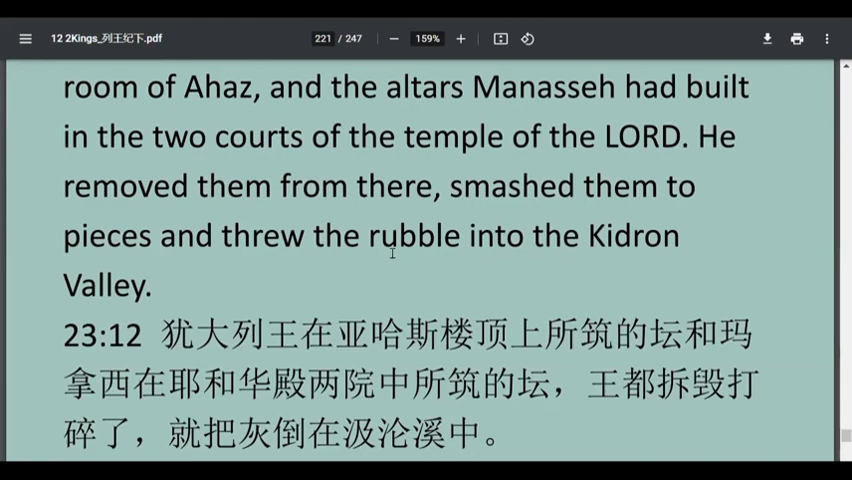 12 2Kings_列王纪下.pdf 221 / 247 159%
room of Ahaz, and the altars Manasseh had built
in the two courts of the temple of the LORD. He
removed them from there, smashed them to
pieces and threw the rubble into the Kidron
Valley.
23:12 犹大列王在亚哈斯楼顶上所筑的坛和玛
拿西在耶和华殿两院中所筑的坛，王都拆毁打
碎了，就把灰倒在汲沦溪中。